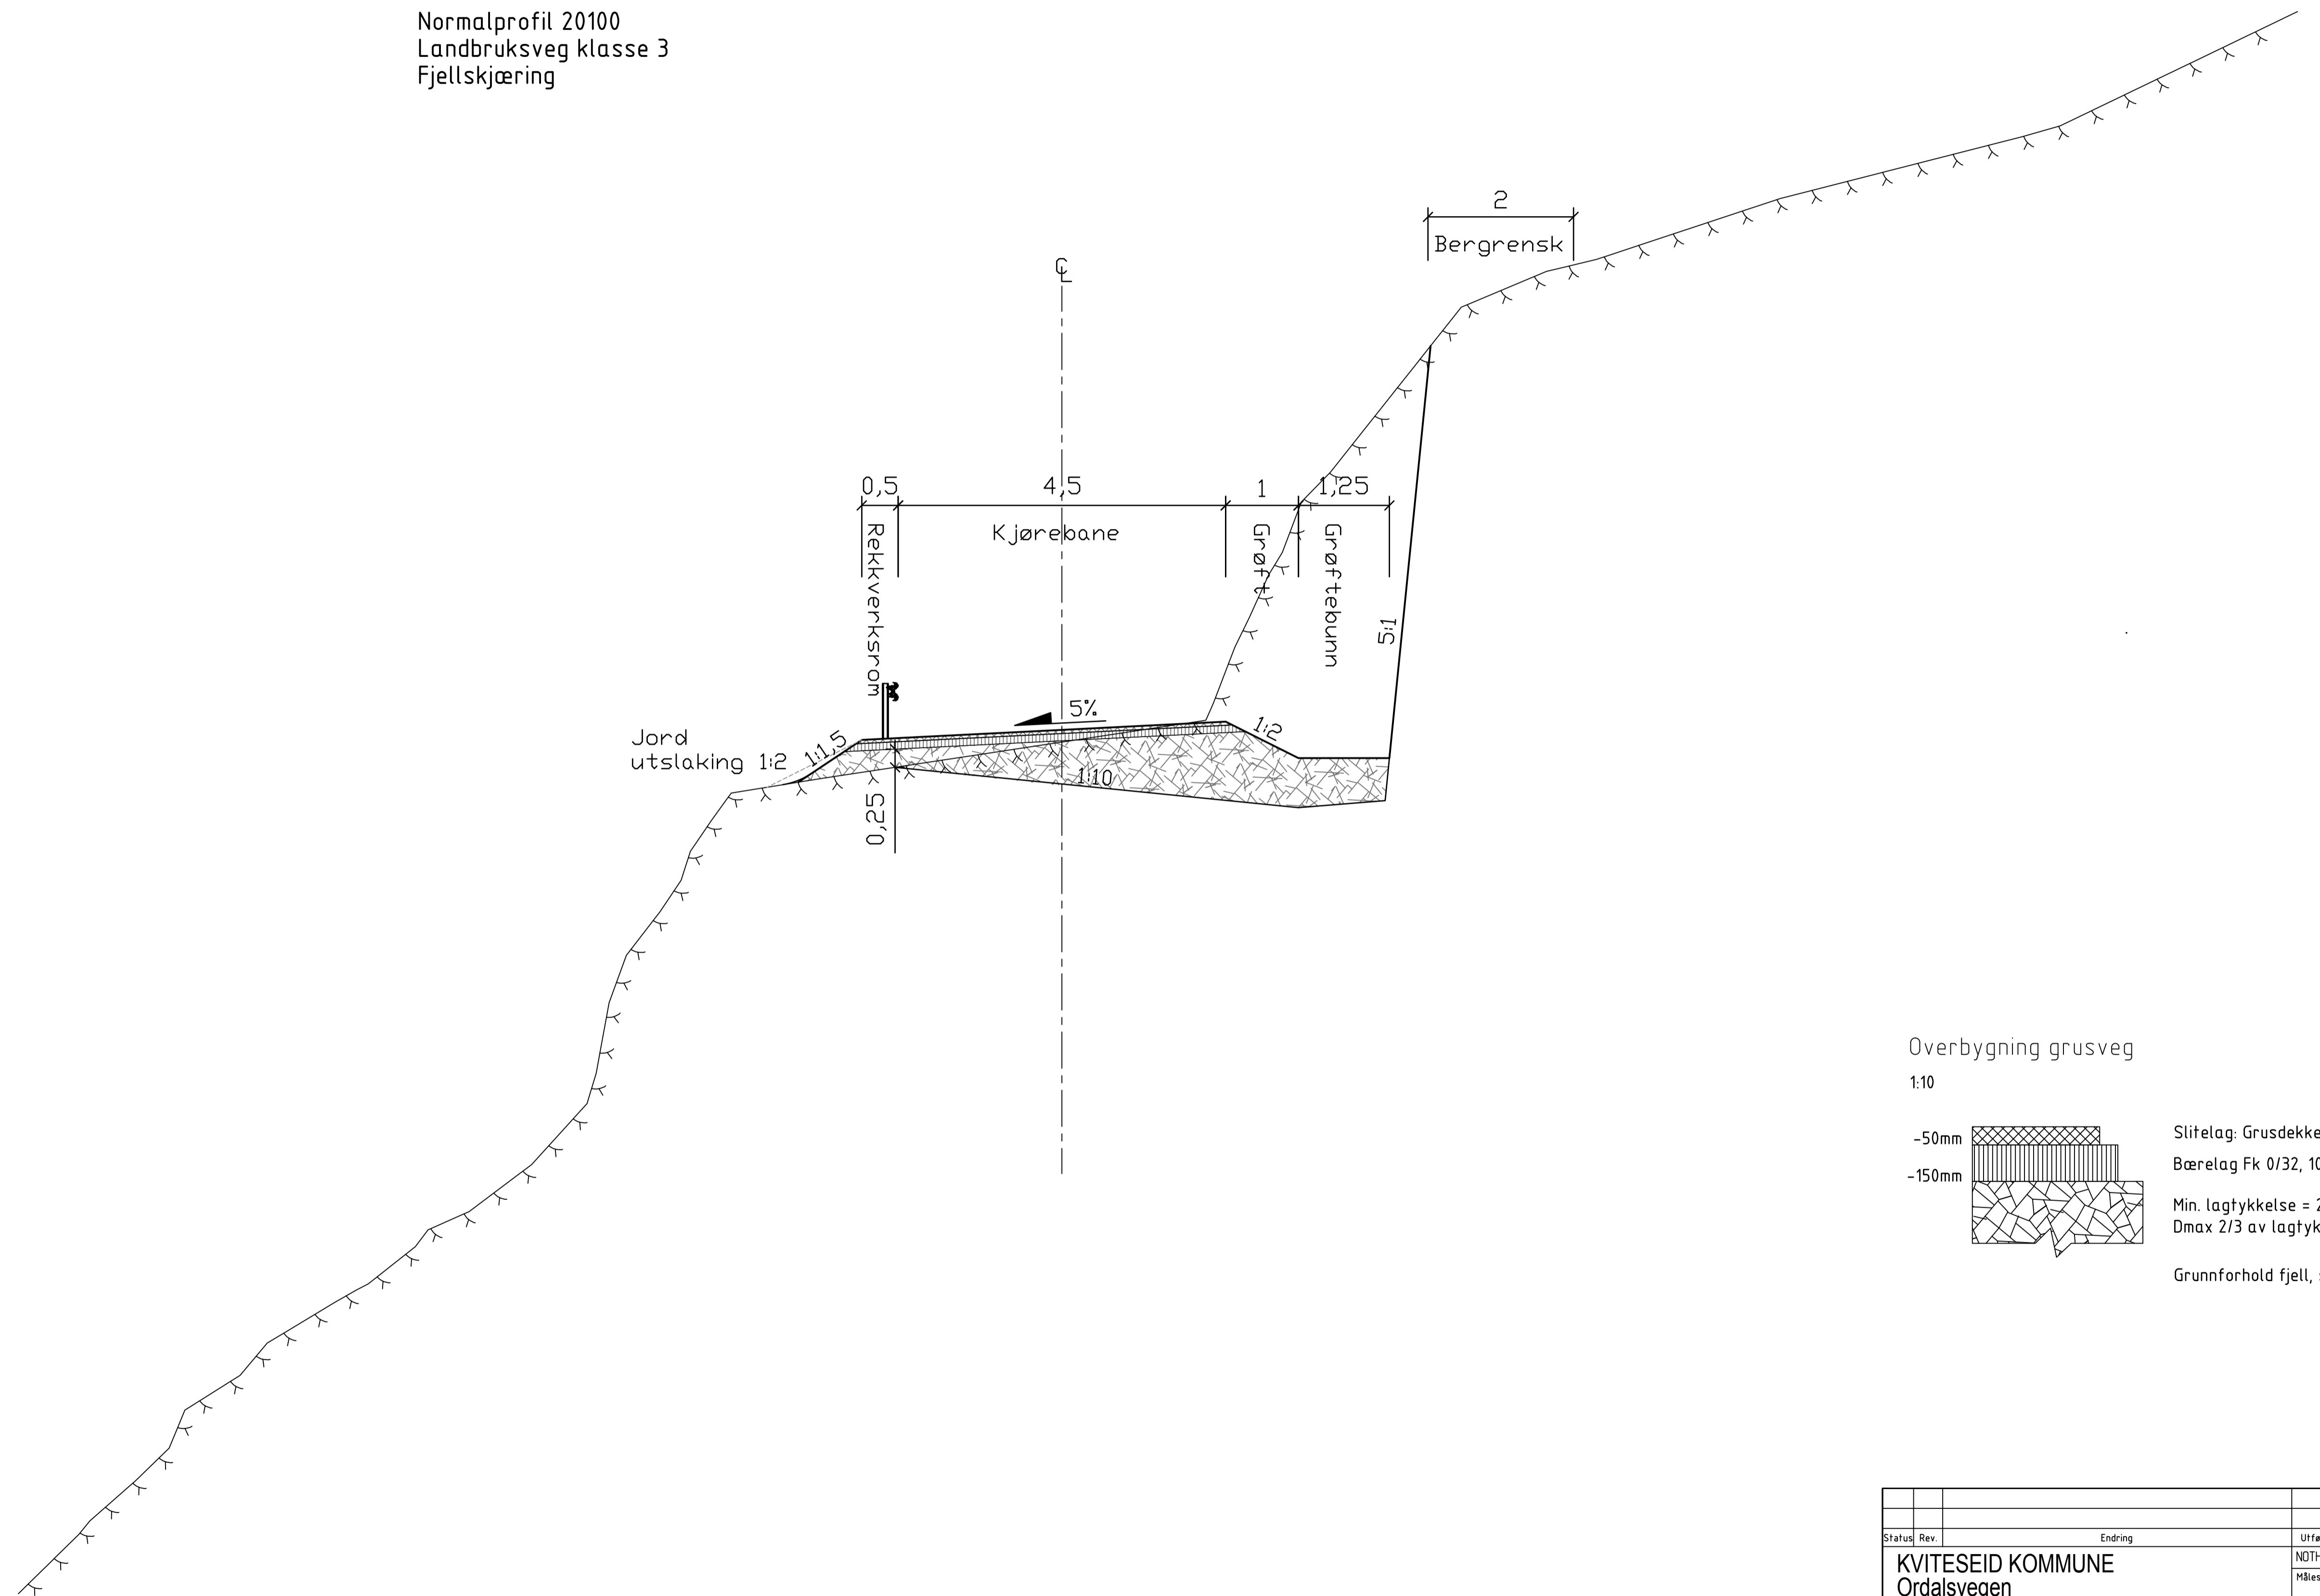 Normalprofil 20100
Landbruksveg klasse 3
Fjellskjæring
2
Bergrensk
C
L
0,5
4,5
1
1,25
Rekkverksrom
Kjørebane
Grøft
Grøftebunn
5:1
5%
1:2
Jord
utslaking 1:2
1:1,5
1:10
0,25
Overbygning grusveg
1:10
-50mm
Slitelag: Grusdekke
-150mm
Bærelag Fk 0/32,
Min. lagtykkelse =
Dmax 2/3 av
Grunnforhold fjell,
Status
Rev.
Endring
KVITESEID KOMMUNE
Ordalsvegen